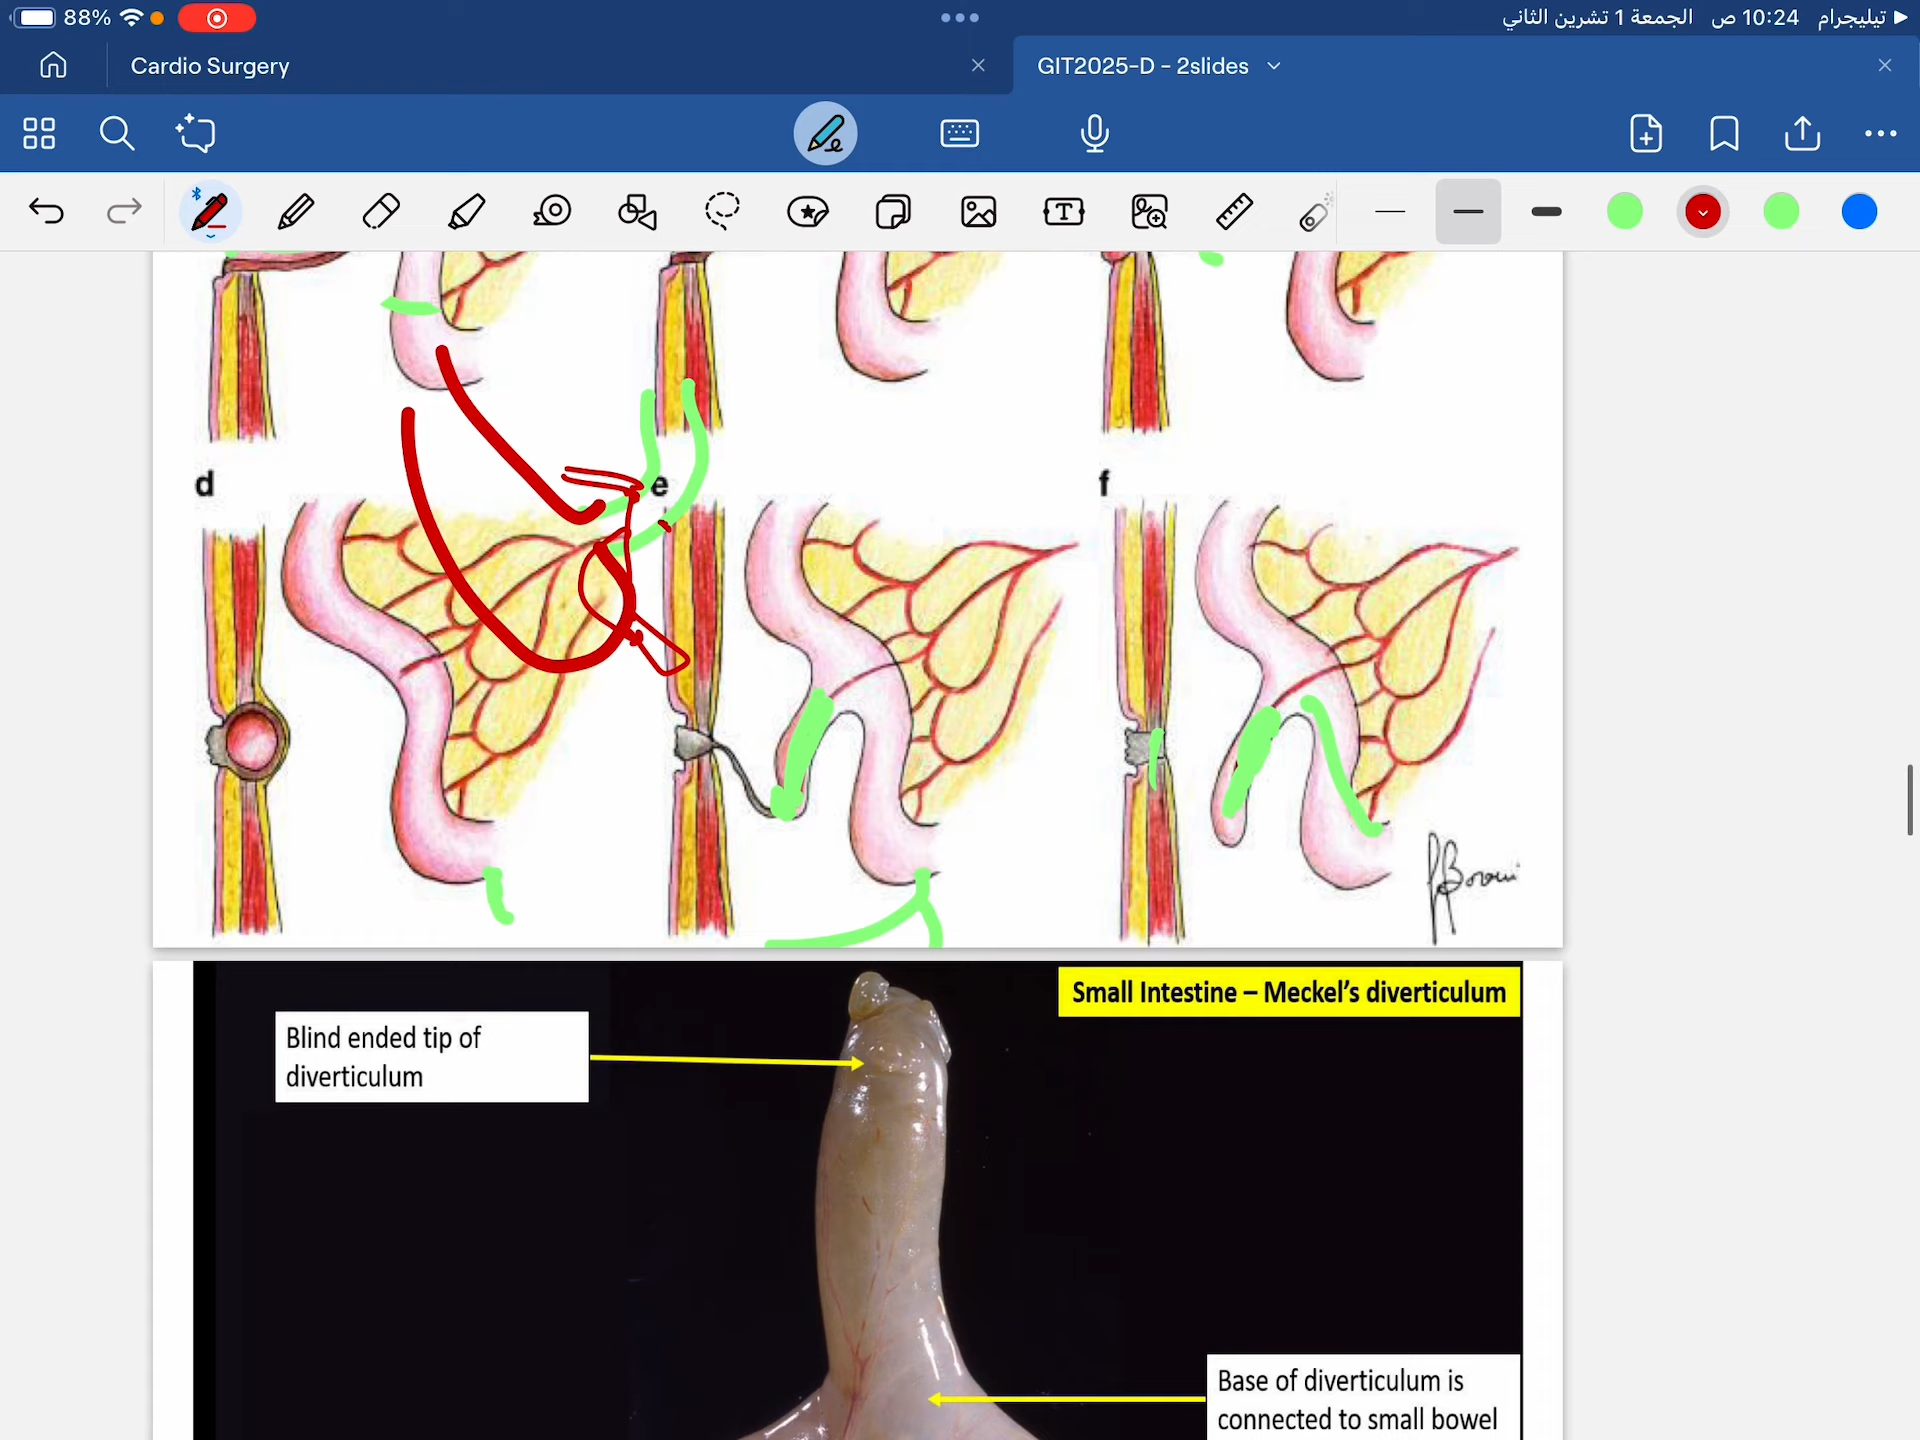 88%
الجمعة 1 تشرين الثاني 10:24 ص تيليجرام ◀
Cardio Surgery
GIT2025-D - 2slides
d
e
f
Small Intestine – Meckel's diverticulum
Blind ended tip of
diverticulum
Base of diverticulum is
connected to small bowel